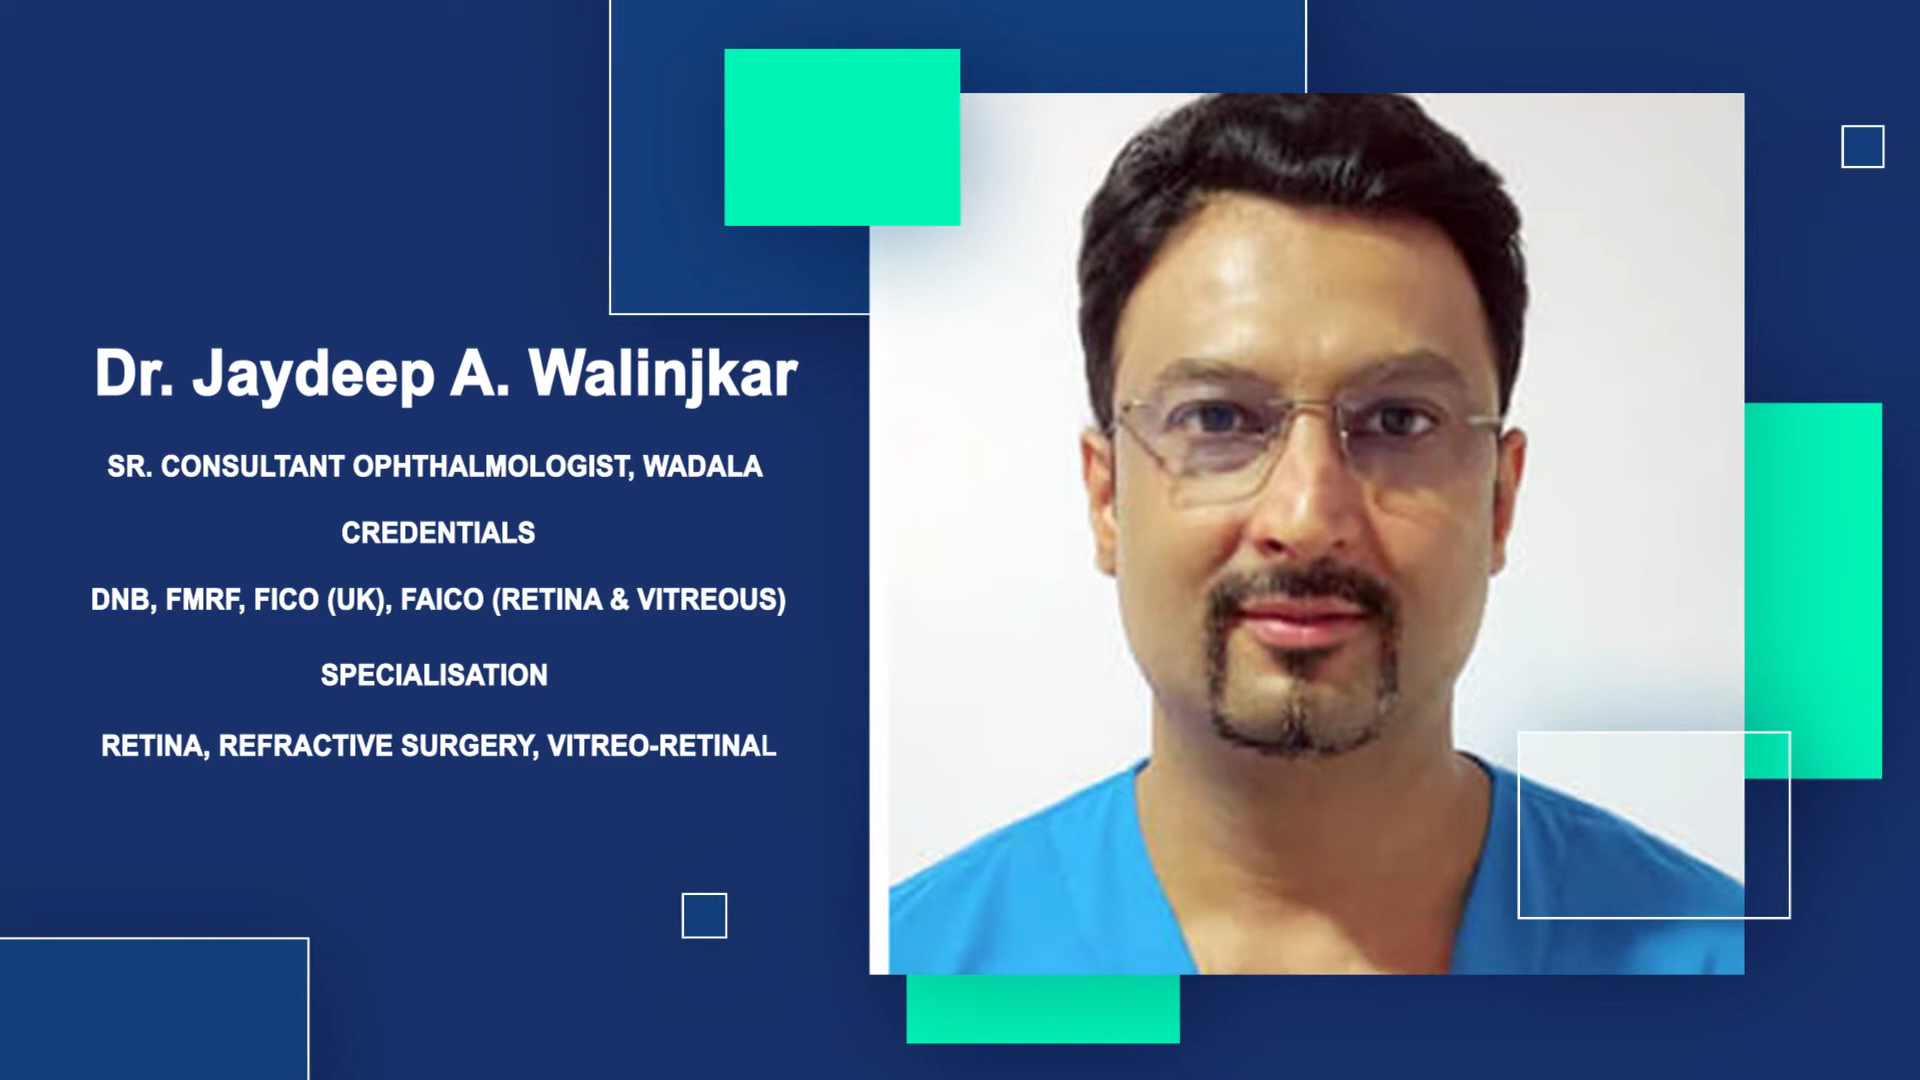 Dr. Jaydeep A. Walinjkar
SR. CONSULTANT OPHTHALMOLOGIST, WADALA
CREDENTIALS
DNB, FMRF, FICO (UK), FAICO (RETINA & VITREOUS)
SPECIALISATION
RETINA, REFRACTIVE SURGERY, VITREO-RETINAL